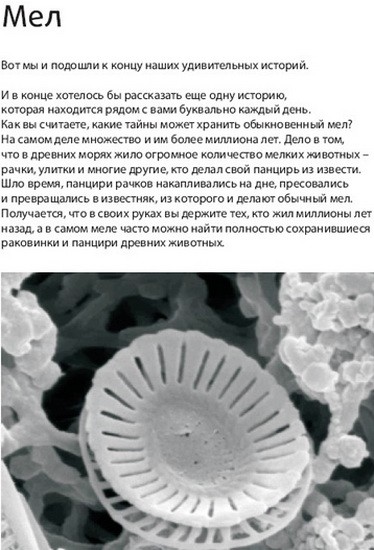 Мел
Вот мы и подошли к концу наших удивительных историй.
И в конце хотелось бы рассказать еще одну историю,
которая находится рядом с вами буквально каждый день.
Как вы считаете, какие тайны может хранить обыкновенный мел?
На самом деле множество и им более миллиона лет. Дело в том,
что в древних морях жило огромное количество мелких животных –
рачки, улитки и многие другие, кто делал свой панцирь из извести.
Шло время, панцири рачков накапливались на дне, прессовались
и превращались в известняк, из которого и делают обычный мел.
Получается, что в своих руках вы держите тех, кто жил миллионы лет
назад, а в самом меле часто можно найти полностью сохранившиеся
раковинки и панцири древних животных.